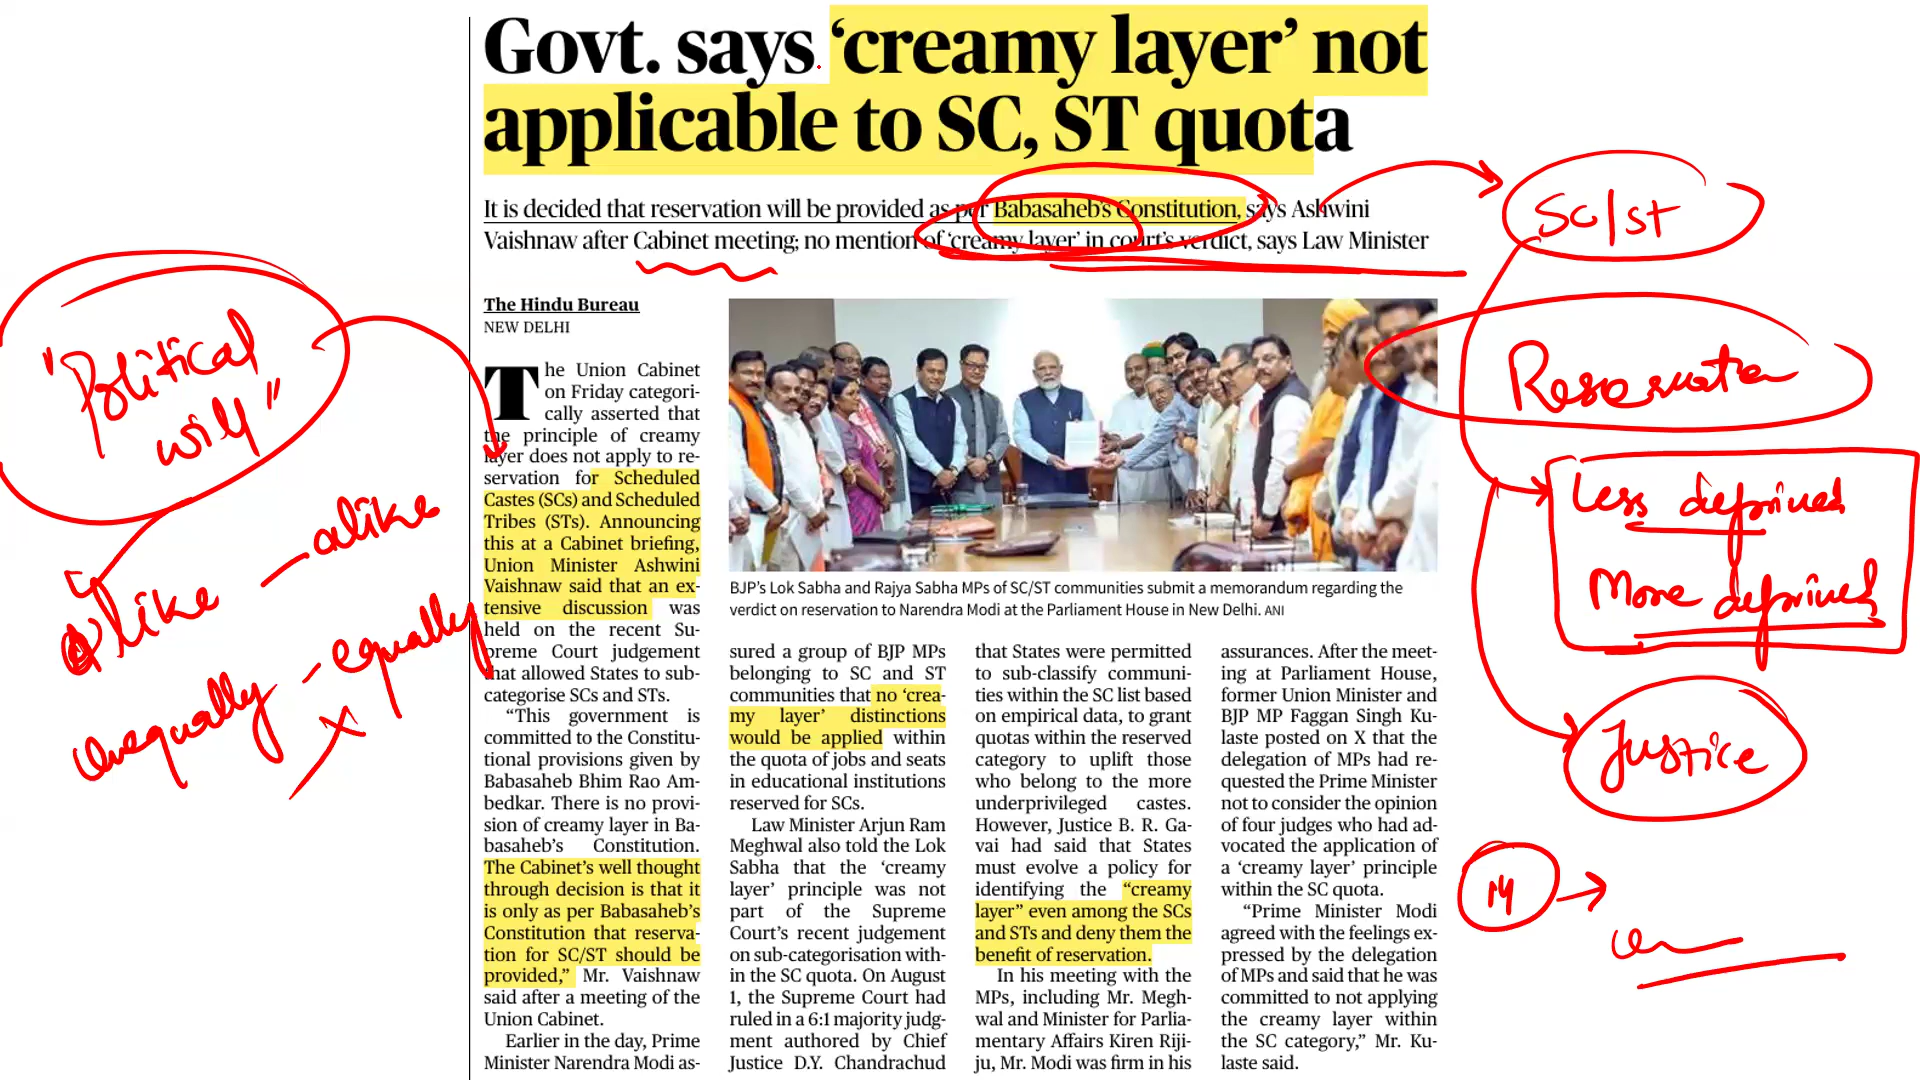 Govt. says ‘creamy layer’ not
applicable to SC, ST quota
It is decided that reservation will be provided as per Babasaheb’s Constitution, says Ashwini
Vaishnaw after Cabinet meeting; no mention of ‘creamy layer’ in court’s verdict, says Law Minister
The Hindu Bureau
NEW DELHI
The Union Cabinet
on Friday categori-
cally asserted that
the principle of creamy
layer does not apply to re-
servation for Scheduled
Castes (SCs) and Scheduled
Tribes (STs). Announcing
this at a Cabinet briefing,
Union Minister Ashwini
Vaishnaw said that an ex-
tensive discussion was
held on the recent Su-
preme Court judgement
that allowed States to sub-
categorise SCs and STs.
“This government is
committed to the Constitu-
tional provisions given by
Babasaheb Bhim Rao Am-
bedkar. There is no provi-
sion of creamy layer in Ba-
basaheb’s Constitution.
The Cabinet’s well thought
through decision is that it
is only as per Babasaheb’s
Constitution that reserva-
tion for SC/ST should be
provided,” Mr. Vaishnaw
said after a meeting of the
Union Cabinet.
Earlier in the day, Prime
Minister Narendra Modi as-
BJP’s Lok Sabha and Rajya Sabha MPs of SC/ST communities submit a memorandum regarding the
verdict on reservation to Narendra Modi at the Parliament House in New Delhi. ANI
sured a group of BJP MPs
belonging to SC and ST
communities that no ‘crea-
my layer’ distinctions
would be applied within
the quota of jobs and seats
in educational institutions
reserved for SCs.
Law Minister Arjun Ram
Meghwal also told the Lok
Sabha that the ‘creamy
layer’ principle was not
part of the Supreme
Court’s recent judgement
on sub-categorisation with-
in the SC quota. On August
1, the Supreme Court had
ruled in a 6:1 majority judg-
ment authored by Chief
Justice D.Y. Chandrachud
that States were permitted
to sub-classify communi-
ties within the SC list based
on empirical data, to grant
quotas within the reserved
category to uplift those
who belong to the more
underprivileged castes.
However, Justice B. R. Ga-
vai had said that States
must evolve a policy for
identifying the “creamy
layer” even among the SCs
and STs and deny them the
benefit of reservation.
In his meeting with the
MPs, including Mr. Megh-
wal and Minister for Parlia-
mentary Affairs Kiren Riji-
ju, Mr. Modi was firm in his
assurances. After the meet-
ing at Parliament House,
former Union Minister and
BJP MP Faggan Singh Ku-
laste posted on X that the
delegation of MPs had re-
quested the Prime Minister
not to consider the opinion
of four judges who had ad-
vocated the application of
a ‘creamy layer’ principle
within the SC quota.
“Prime Minister Modi
agreed with the feelings ex-
pressed by the delegation
of MPs and said that he was
committed to not applying
the creamy layer within
the SC category,” Mr. Ku-
laste said.
"Political
will"
Alike – alike
unequally – equally
X
SC/ST
Reservation
Less deprived
More deprived
Justice